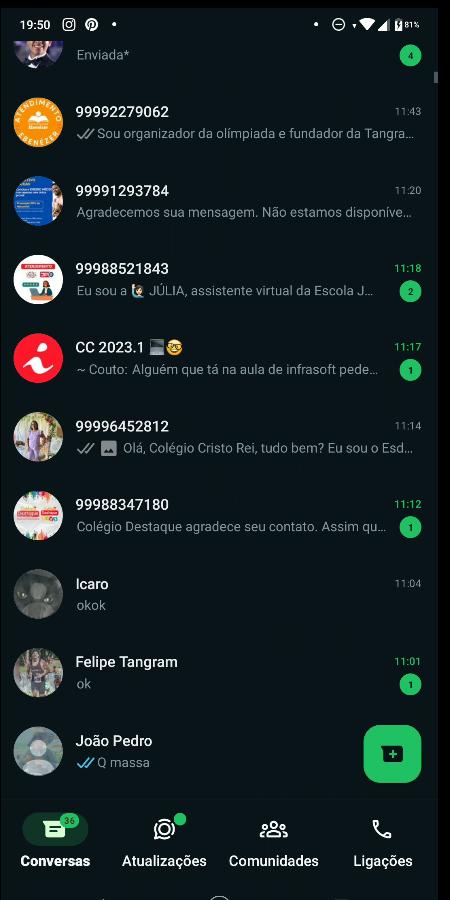 19:50 81%
Enviada* 4
ATENDIMENTO EBENÉZER
99992279062 11:43
Sou organizador da olímpiada e fundador da Tangra...
99991293784 11:20
Agradecemos sua mensagem. Não estamos disponíve...
99988521843 11:18
Eu sou a 🙋🏻‍♀️ JÚLIA, assistente virtual da Escola J... 2
CC 2023.1 💻🤓 11:17
~ Couto: Alguém que tá na aula de infrasoft pede... 1
99996452812 11:14
Olá, Colégio Cristo Rei, tudo bem? Eu sou o Esd...
99988347180 11:12
Colégio Destaque agradece seu contato. Assim qu... 1
Icaro 11:04
okok
Felipe Tangram 11:01
ok 1
João Pedro
Q massa
36
Conversas Atualizações Comunidades Ligações